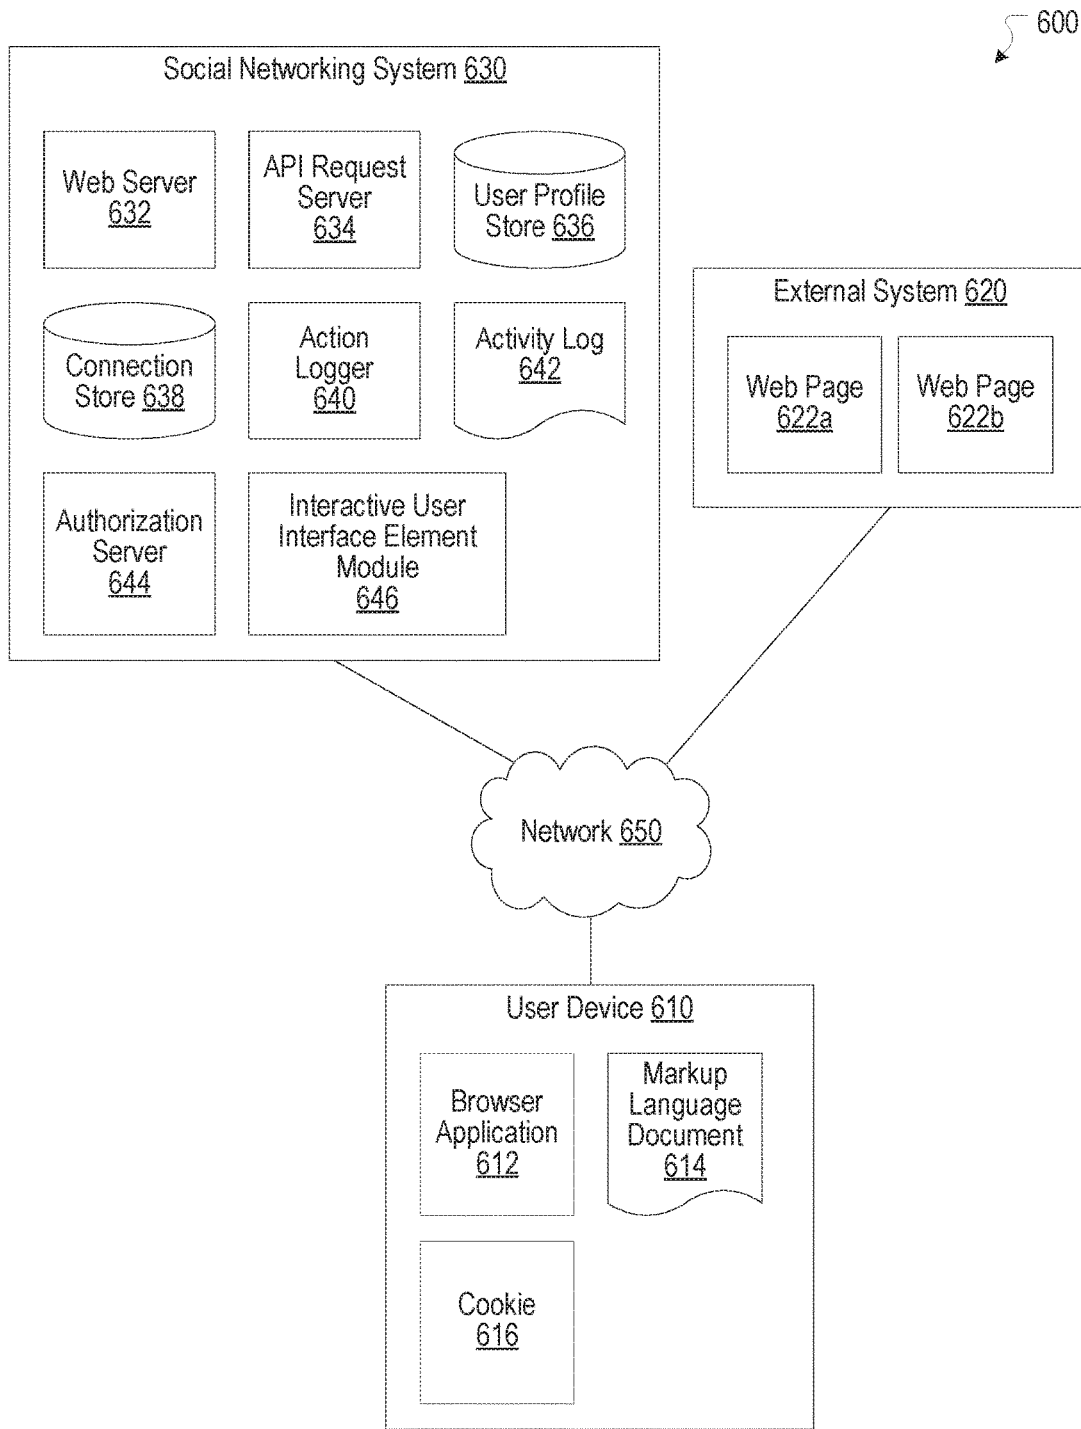 600
Social Networking System 630
Web Server
632
API Request
Server
634
User Profile
Store 636
Connection
Store 638
Action
Logger
640
Activity Log
642
Authorization
Server
644
Interactive User
Interface Element
Module
646
External System 620
Web Page
622a
Web Page
622b
Network 650
User Device 610
Browser
Application
612
Markup
Language
Document
614
Cookie
616